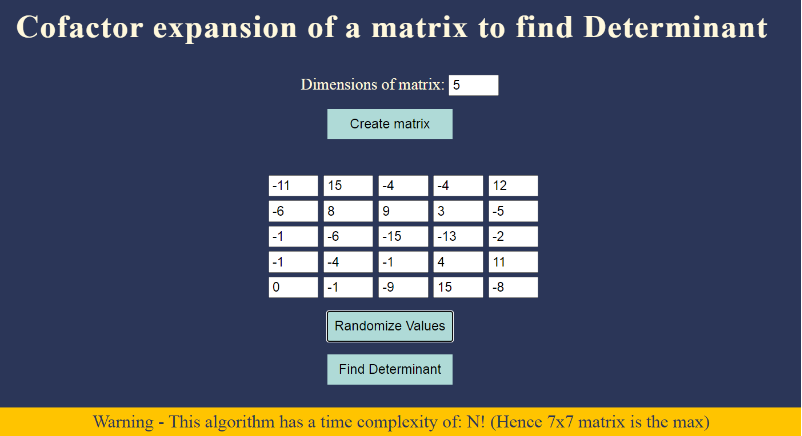 Cofactor expansion of a matrix to find Determinant
Dimensions of matrix: 5
Create matrix
-11 15 -4 -4 12
-6 8 9 3 -5
-1 -6 -15 -13 -2
-1 -4 -1 4 11
0 -1 -9 15 -8
Randomize Values
Find Determinant
Warning - This algorithm has a time complexity of: N! (Hence 7x7 matrix is the max)